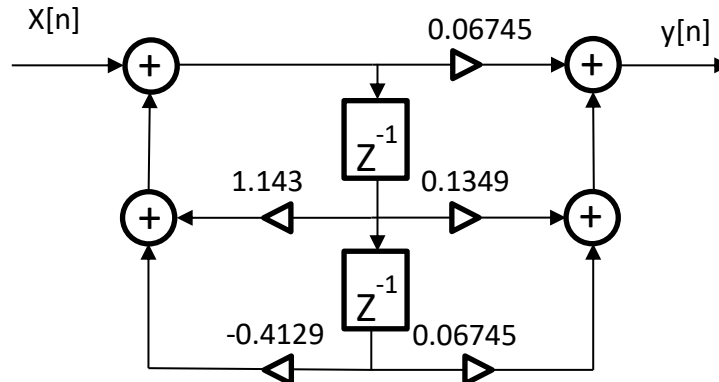 X[n]
0.06745
y[n]
+
+
Z-1
1.143
0.1349
+
+
Z-1
-0.4129
0.06745